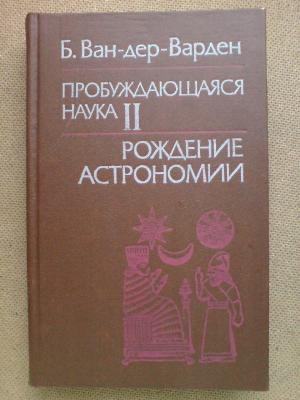 Б. Ван-дер-Варден
ПРОБУЖДАЮЩАЯСЯ
НАУКА II
РОЖДЕНИЕ
АСТРОНОМИИ